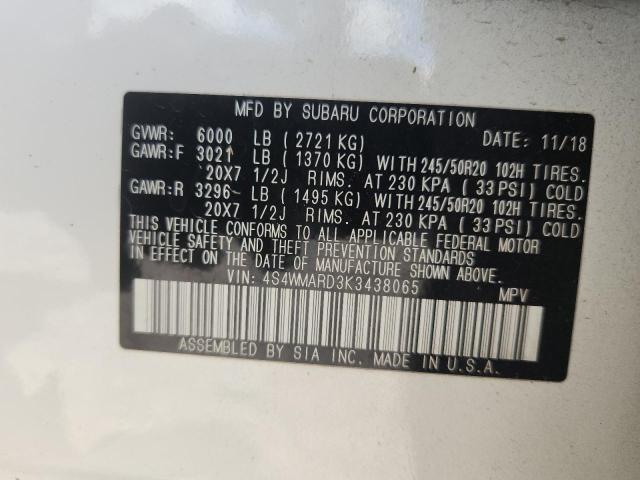 MFD BY SUBARU CORPORATION
GVWR: 6000 LB ( 2721 KG) DATE: 11/18
GAWR:F 3021 LB ( 1370 KG) WITH 245/50R20 102H TIRES.
20X7 1/2J RIMS. AT 230 KPA ( 33 PSI) COLD
GAWR:R 3296 LB ( 1495 KG) WITH 245/50R20 102H TIRES.
20X7 1/2J RIMS. AT 230 KPA ( 33 PSI) COLD
THIS VEHICLE CONFORMS TO ALL APPLICABLE FEDERAL MOTOR
VEHICLE SAFETY AND THEFT PREVENTION STANDARDS
IN EFFECT ON THE DATE OF MANUFACTURE SHOWN ABOVE.
VIN: 4S4WMARD3K3438065 MPV
ASSEMBLED BY SIA INC. MADE IN U.S.A.